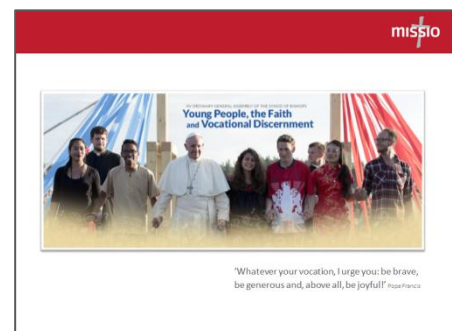 missio
XV ORDINARY GENERAL ASSEMBLY OF THE SYNOD OF BISHOPS
Young People, the Faith
and Vocational Discernment
'Whatever your vocation, I urge you: be brave,
be generous and, above all, be joyful!' Pope Francis